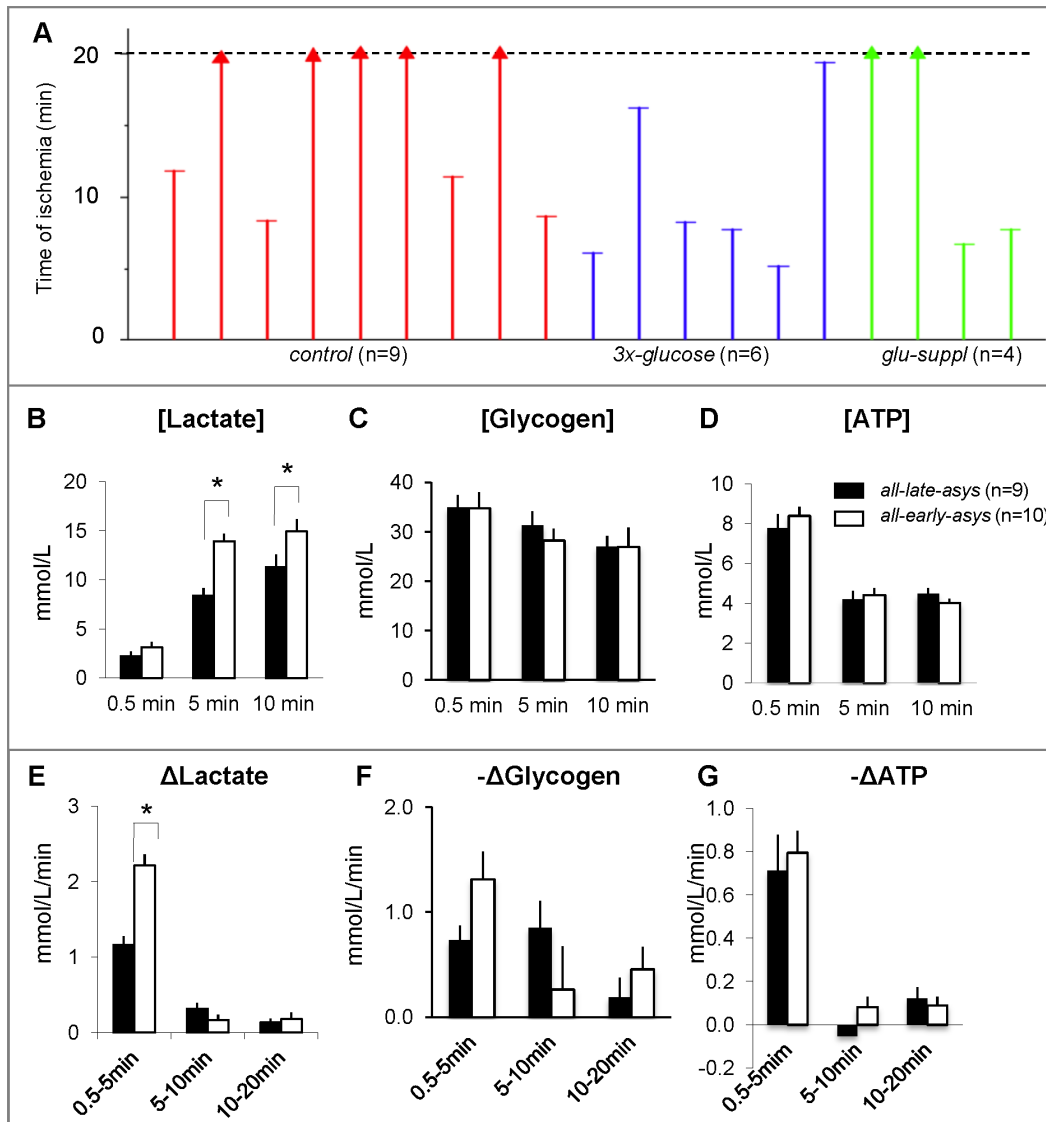 A
Time of ischemia (min)
20
10
0
control (n=9)
3x-glucose (n=6)
glu-suppl (n=4)
B
[Lactate]
mmol/L
20
15
10
5
0
*
*
0.5 min
5 min
10 min
C
[Glycogen]
mmol/L
40
30
20
10
0
0.5 min
5 min
10 min
D
[ATP]
mmol/L
10
8
6
4
2
0
all-late-asys (n=9)
all-early-asys (n=10)
0.5 min
5 min
10 min
E
ΔLactate
mmol/L/min
3
2
1
0
*
0.5-5min
5-10min
10-20min
F
-ΔGlycogen
mmol/L/min
2.0
1.0
0.0
0.5-5min
5-10min
10-20min
G
-ΔATP
mmol/L/min
1.0
0.8
0.6
0.4
0.2
0.0
-0.2
0.5-5mim
5-10min
10-20min